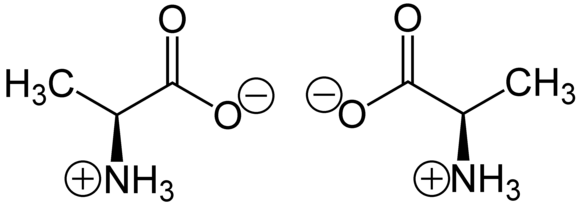 O O
H₃C O⊖ ⊖O CH₃
⊕NH₃ ⊕NH₃